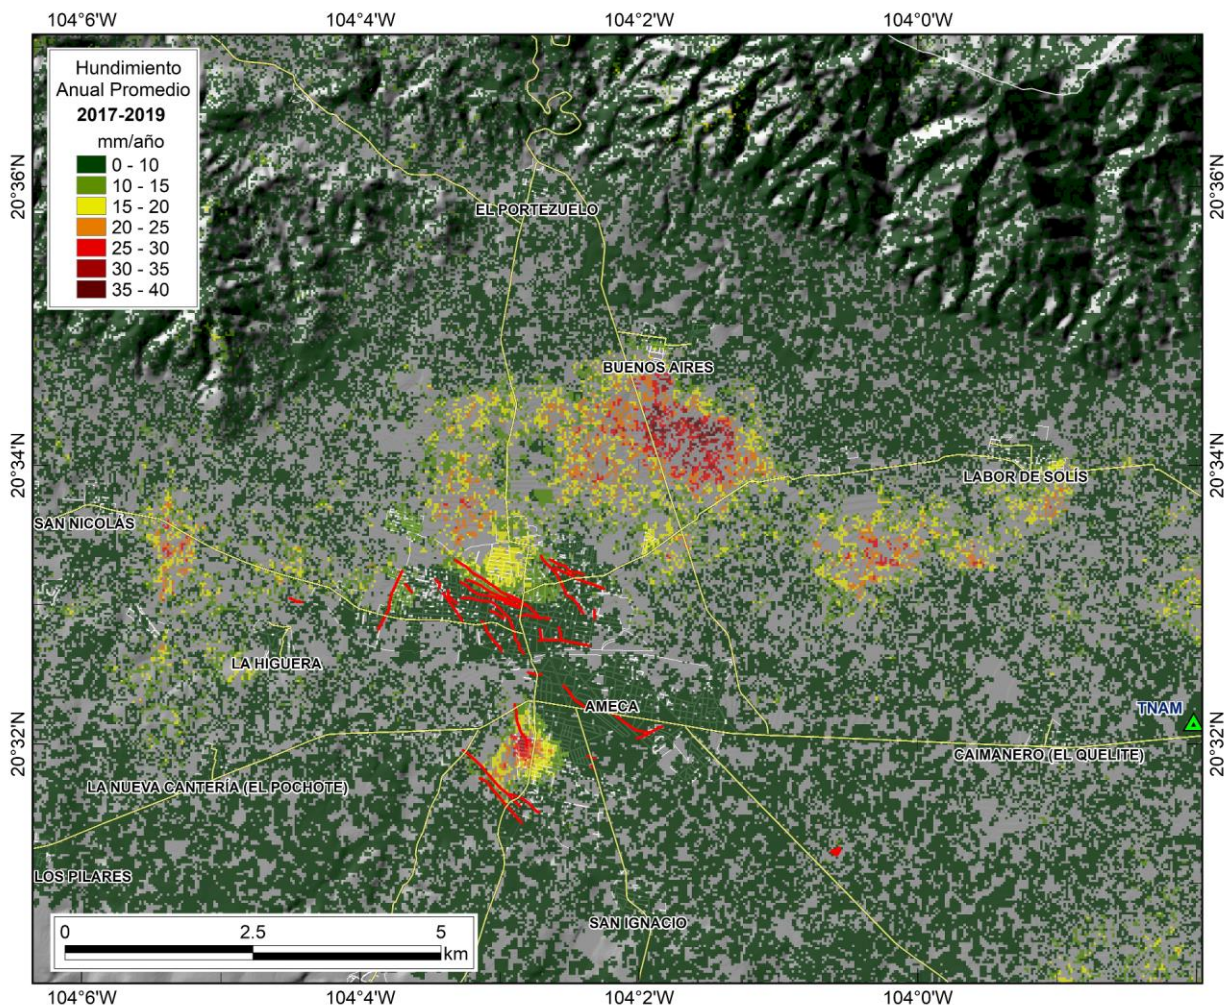 104°6'W
104°4'W
104°2'W
104°0'W
Hundimiento
Anual Promedio
2017-2019
mm/año
0 - 10
10 - 15
15 - 20
20 - 25
25 - 30
30 - 35
35 - 40
20°36'N
20°36'N
EL PORTEZUELO
BUENOS AIRES
20°34'N
20°34'N
LABOR DE SOLÍS
SAN NICOLÁS
LA HIGUERA
AMECA
TNAM
20°32'N
20°32'N
CAIMANERO (EL QUELITE)
LA NUEVA CANTERÍA (EL POCHOTE)
LOS PILARES
SAN IGNACIO
0
2.5
5
km
104°6'W
104°4'W
104°2'W
104°0'W